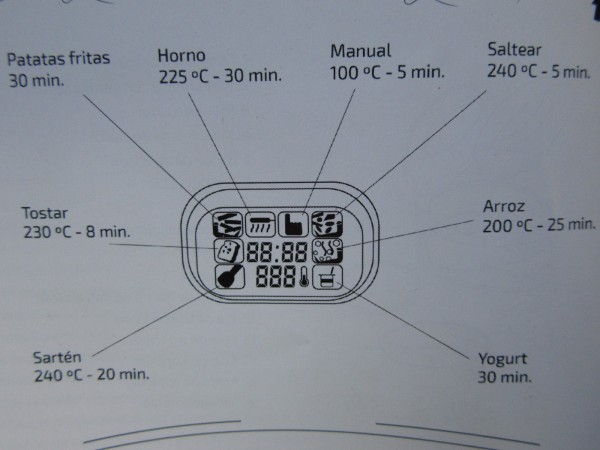 Patatas fritas
30 min.
Horno
225 ºC - 30 min.
Manual
100 ºC - 5 min.
Saltear
240 ºC - 5 min.
Tostar
230 ºC - 8 min.
88:88
888
Arroz
200 ºC - 25 min.
Sartén
240 ºC - 20 min.
Yogurt
30 min.